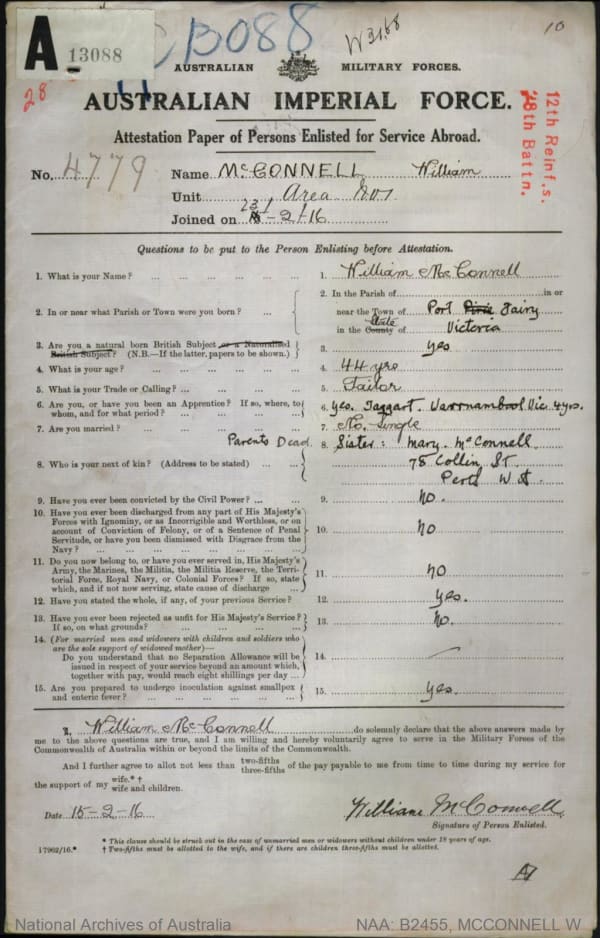 A 13088
CB088
W3168
10
28
AUSTRALIAN MILITARY FORCES.
AUSTRALIAN IMPERIAL FORCE.
12th Reinf.s.
28th Battn.
Attestation Paper of Persons Enlisted for Service Abroad.
No. 4779 Name McCONNELL William
Unit Area
Joined on -2-16
Questions to be put to the Person Enlisting before Attestation.
1. What is your Name? ... 1. William McConnell
2. In or near what Parish or Town were you born? ... 2. In the Parish of in or
near the Town of Port Pirie Fairy
in the County of State Victoria
3. Are you a natural born British Subject or a Naturalised
British Subject? (N.B.—If the latter, papers to be shown.) 3. yes
4. What is your age? ... 4. 44 yrs
5. What is your Trade or Calling? ... 5. Tailor
6. Are you, or have you been an Apprentice? If so, where, to
whom, and for what period? ... 6. yes. Taggart. Warrnambool Vic. 4 yrs.
7. Are you married? ... 7. No. Single
Parents Dead.
8. Who is your next of kin? (Address to be stated) ... 8. Sister: Mary McConnell
78 Collin St
Perth W.A.
9. Have you ever been convicted by the Civil Power? ... 9. no.
10. Have you ever been discharged from any part of His Majesty's
Forces with Ignominy, or as Incorrigible and Worthless, or on
account of Conviction of Felony, or of a Sentence of Penal
Servitude, or have you been Dismissed with Disgrace from the
Navy? ... 10. no
11. Do you now belong to, or have you ever served in, His Majesty's
Army, the Marines, the Militia, the Militia Reserve, the Terri-
torial Force, Royal Navy, or Colonial Forces? If so, state
which, and if not now serving, state cause of discharge ... 11. no
12. Have you stated the whole, if any, of your previous Service? 12. yes.
13. Have you ever been rejected as unfit for His Majesty's Service?
If so, on what grounds? ... 13. no.
14. (For married men and widowers with children and soldiers who
are the sole support of widowed mother)—
Do you understand that no Separation Allowance will be
issued in respect of your service beyond an amount which,
together with pay, would reach eight shillings per day ... 14.
15. Are you prepared to undergo inoculation against smallpox
and enteric fever? ... 15. yes.
I, William McConnell do solemnly declare that the above answers made by
me to the above questions are true, and I am willing and hereby voluntarily agree to serve in the Military Forces of the
Commonwealth of Australia within or beyond the limits of the Commonwealth.
And I further agree to allot not less than two-fifths three-fifths of the pay payable to me from time to time during my service for
the support of my wife.*† wife and children.
Date 15-2-16 William McConnell
Signature of Person Enlisted.
* This clause should be struck out in the case of unmarried men or widowers without children under 18 years of age.
17962/16.* † Two-fifths must be allotted to the wife, and if there are children three-fifths must be allotted.
National Archives of Australia NAA: B2455, MCCONNELL W